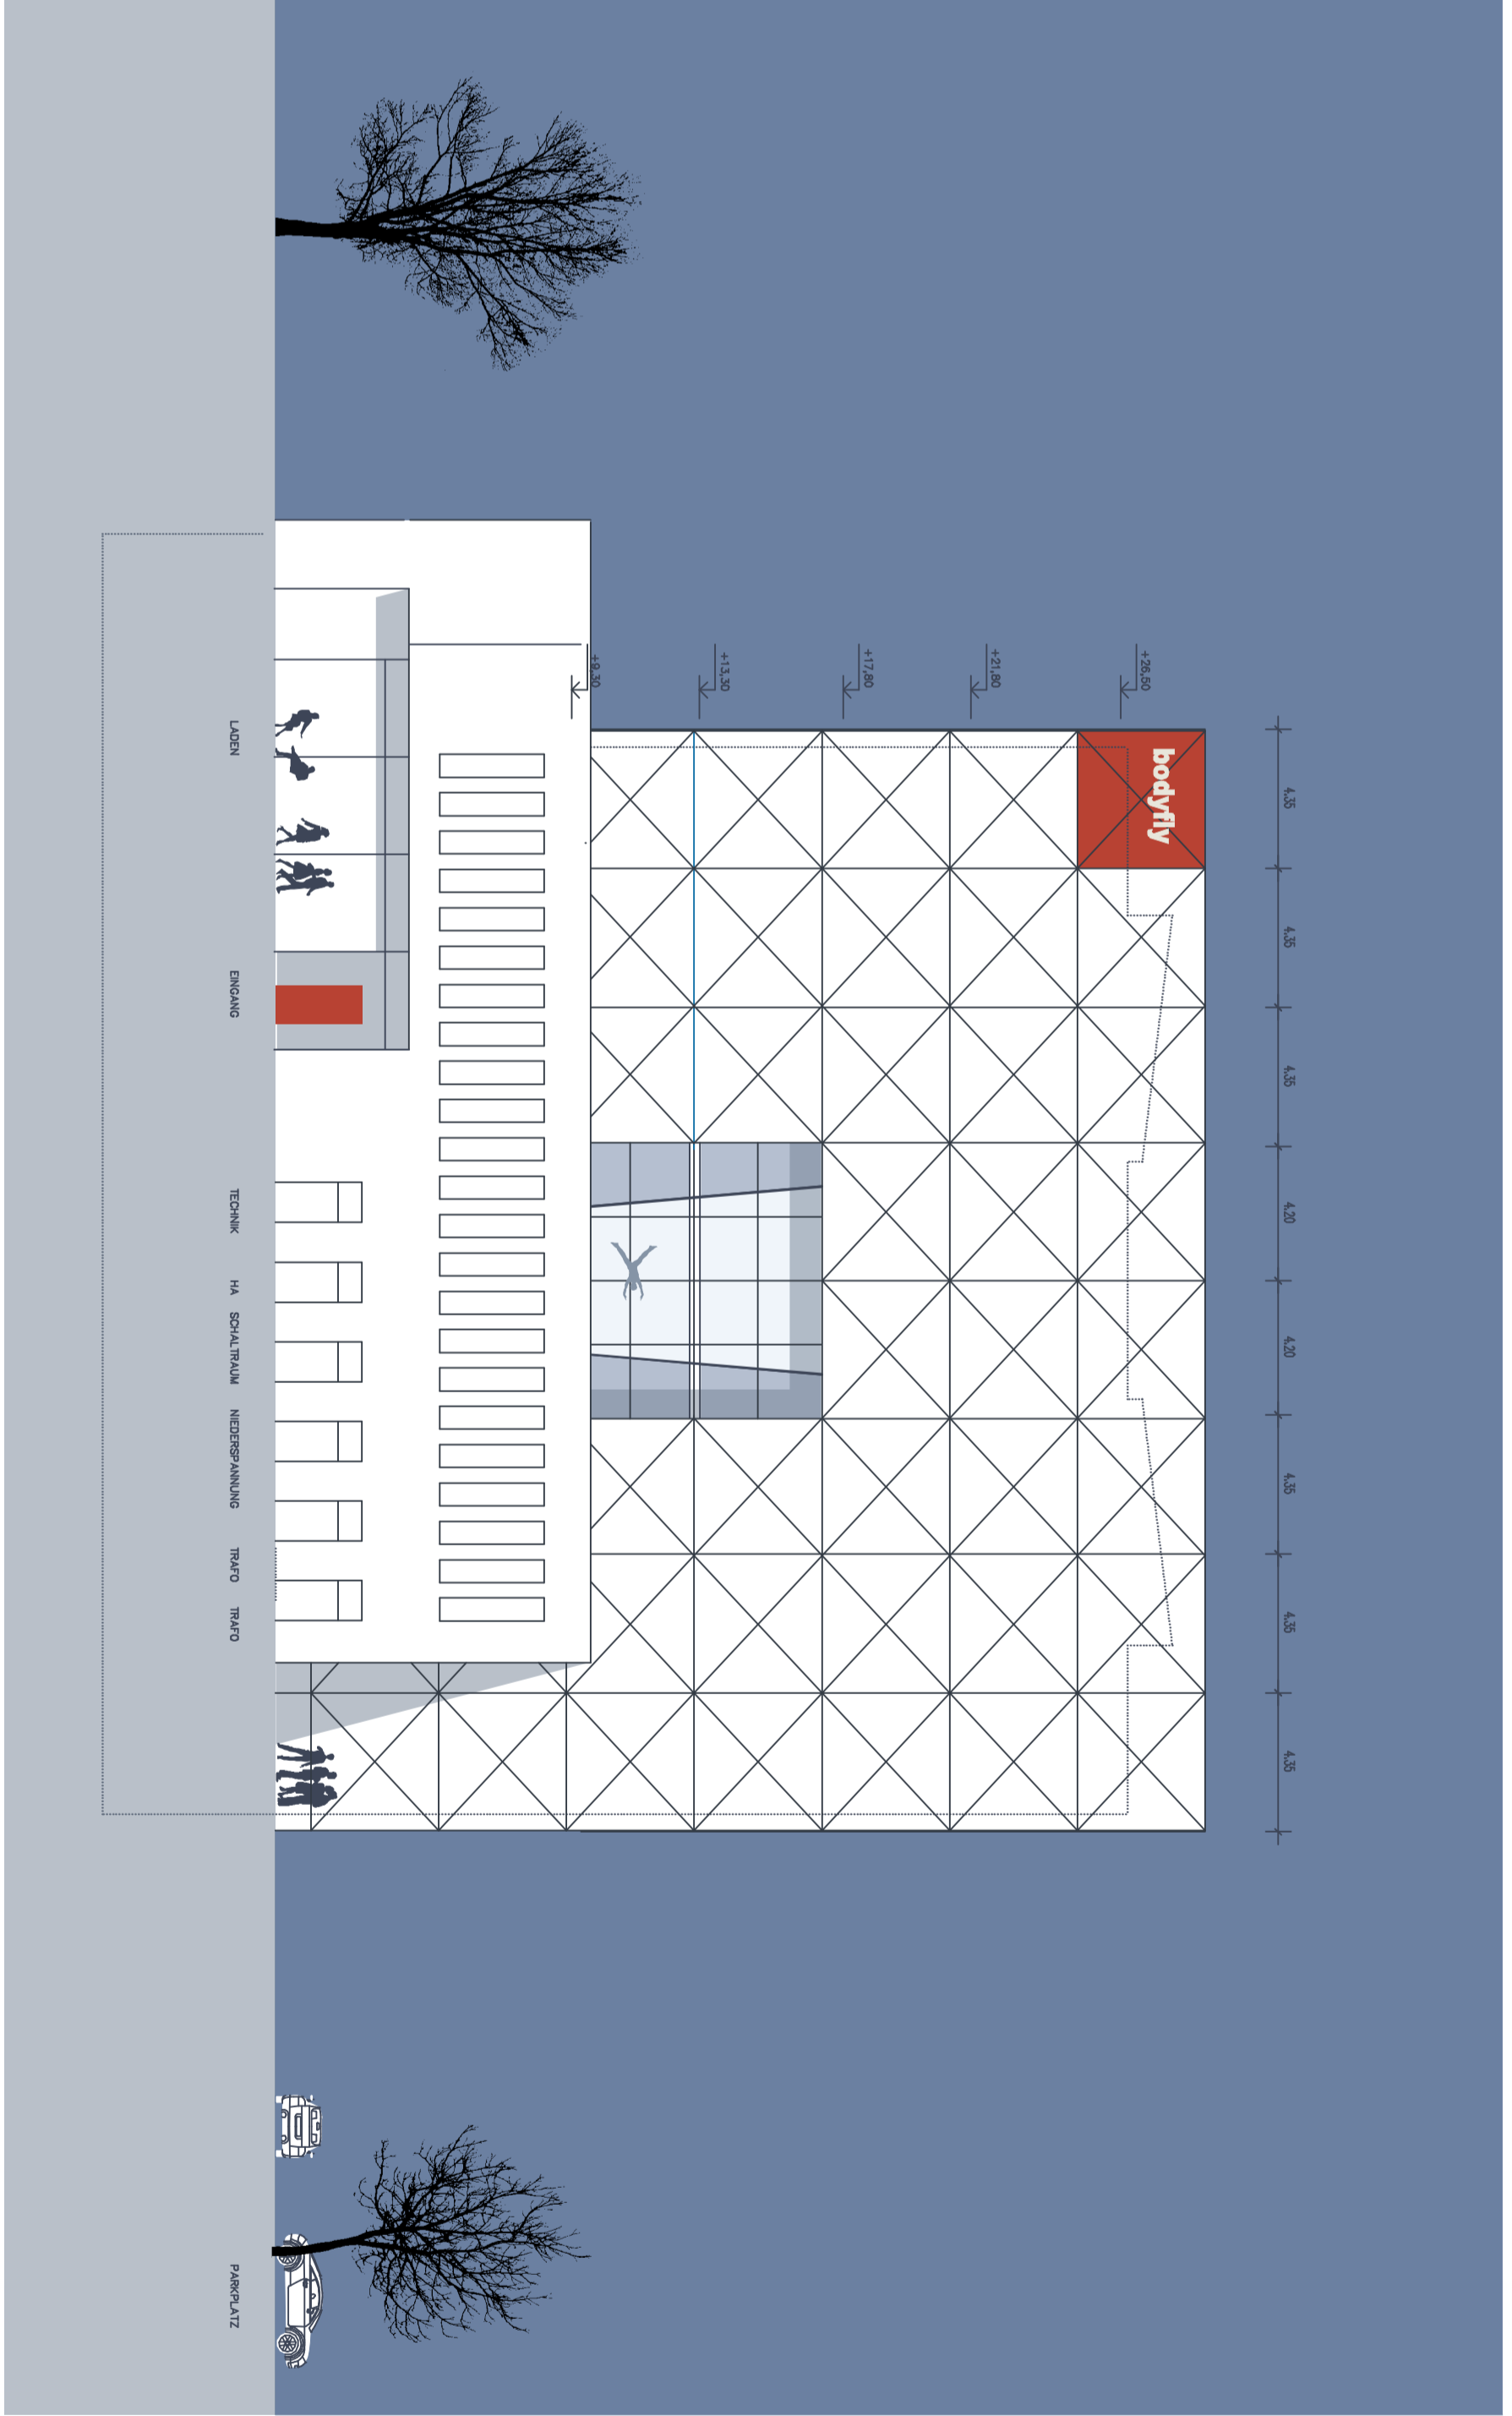 4.35 4.35 4.35 4.20 4.20 4.35 4.35 4.35
bodyfly
+26,50
+21,80
+17,80
+13,30
+9,30
LADEN EINGANG TECHNIK HA SCHALTRAUM NIEDERSPANNUNG TRAFO TRAFO PARKPLATZ